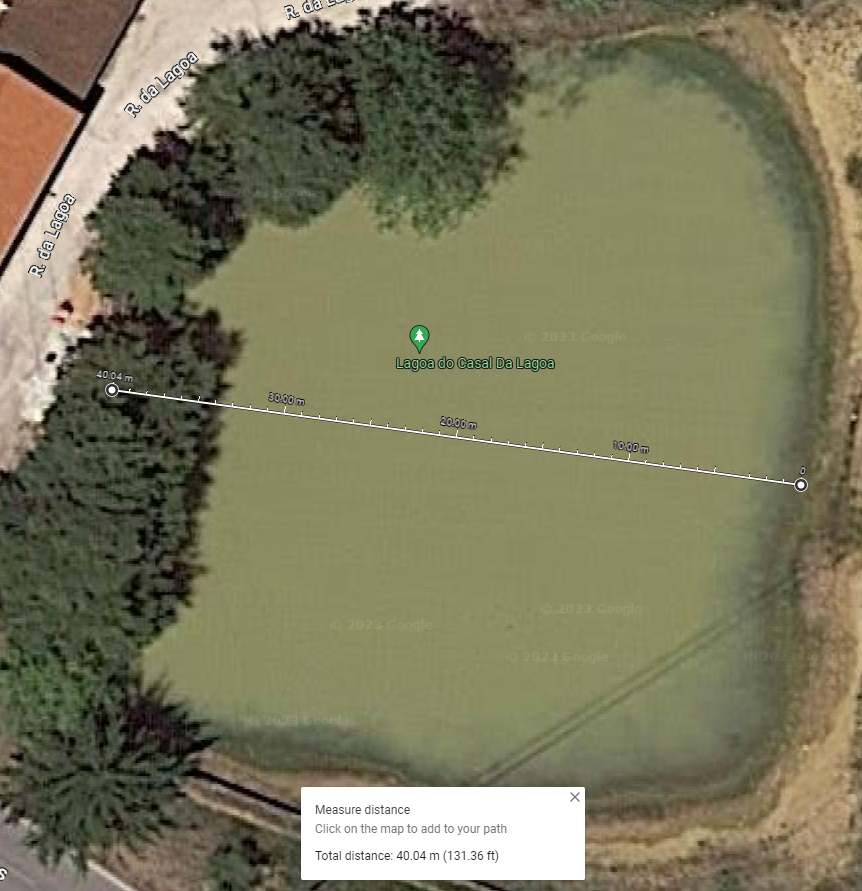 R. da La
R. da Lagoa
R. da Lagoa
© 2023 Google
Lagoa do Casal Da Lagoa
40.04 m
30.00 m
20.00 m
10.00 m
0
© 2023 Google
© 2023 Google
© 2023 Google
© 2023 Google
s
Measure distance
Click on the map to add to your path
Total distance: 40.04 m (131.36 ft)